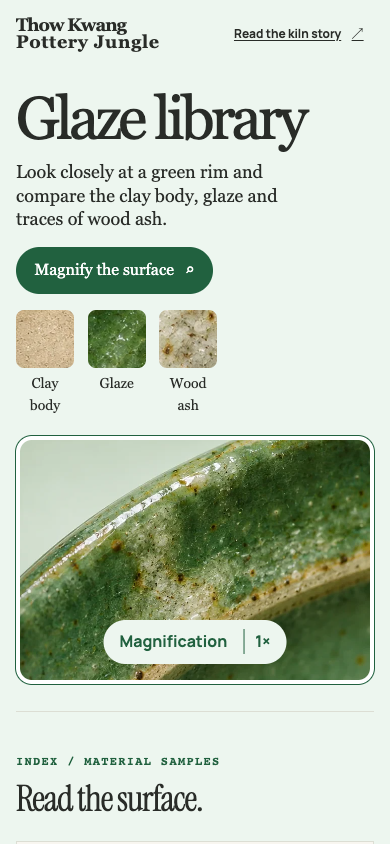 Thow Kwang
Pottery Jungle
Read the kiln story ↗
Glaze library
Look closely at a green rim and
compare the clay body, glaze and
traces of wood ash.
Magnify the surface
Clay
body
Glaze
Wood
ash
Magnification | 1×
INDEX / MATERIAL SAMPLES
Read the surface.